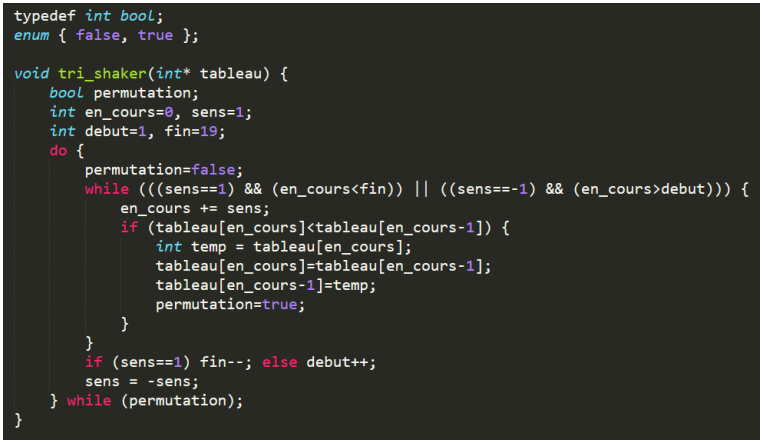 typedef int bool;
enum { false, true };

void tri_shaker(int* tableau) {
    bool permutation;
    int en_cours=0, sens=1;
    int debut=1, fin=19;
    do {
        permutation=false;
        while (((sens==1) && (en_cours<fin)) || ((sens==-1) && (en_cours>debut))) {
            en_cours += sens;
            if (tableau[en_cours]<tableau[en_cours-1]) {
                int temp = tableau[en_cours];
                tableau[en_cours]=tableau[en_cours-1];
                tableau[en_cours-1]=temp;
                permutation=true;
            }
        }
        if (sens==1) fin--; else debut++;
        sens = -sens;
    } while (permutation);
}